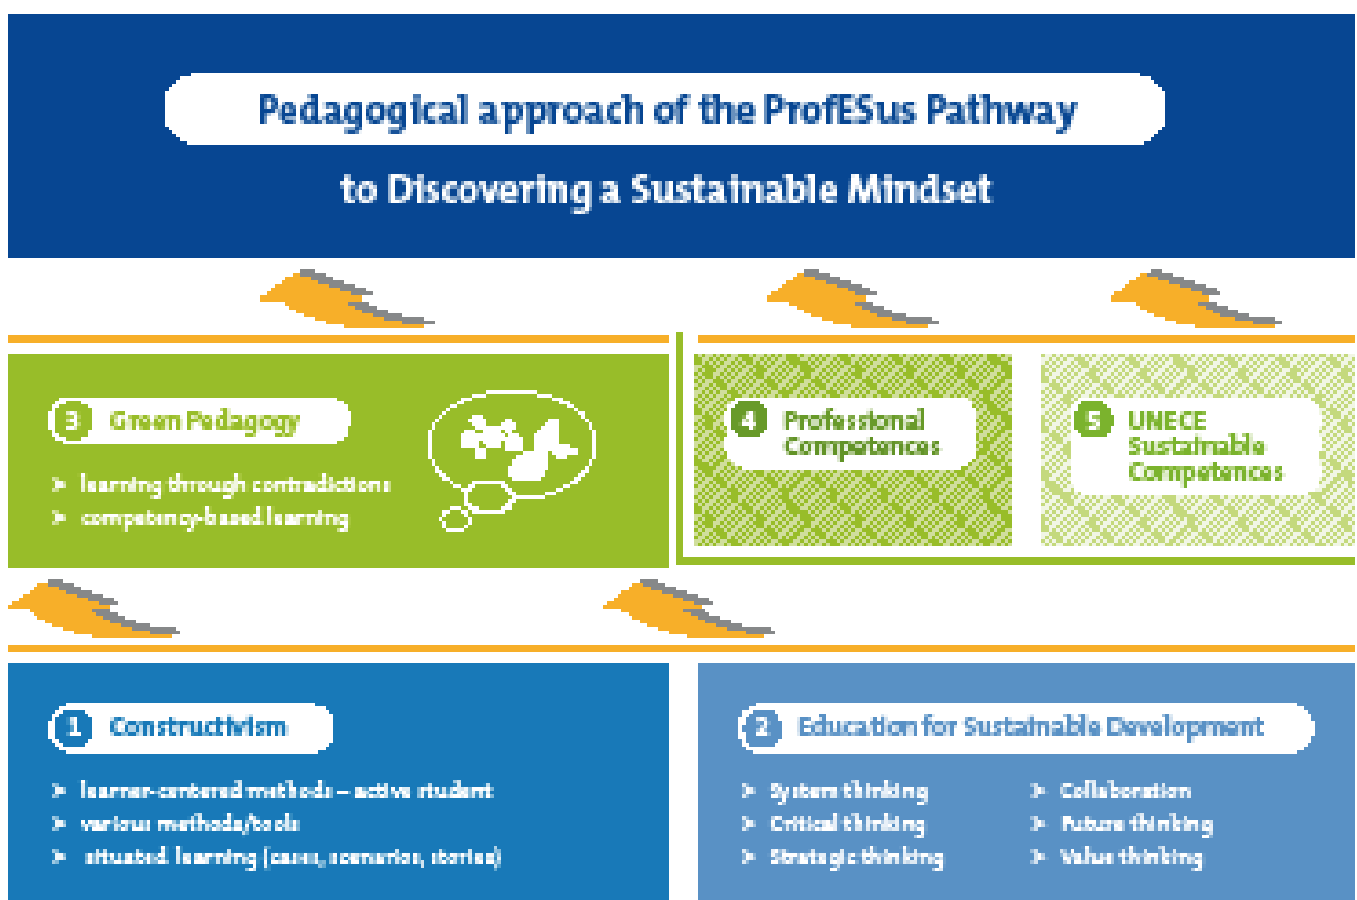 Pedagogical approach of the ProfESus Pathway
to Discovering a Sustainable Mindset
3 Green Pedagogy
➤ learning through contradictions
➤ competency-based learning
4 Professional
Competences
5 UNECE
Sustainable
Competences
1 Constructivism
➤ learner-centered methods – active student
➤ various methods/tools
➤ situated learning (cases, scenarios, stories)
2 Education for Sustainable Development
➤ System thinking
➤ Critical thinking
➤ Strategic thinking
➤ Collaboration
➤ Future thinking
➤ Value thinking